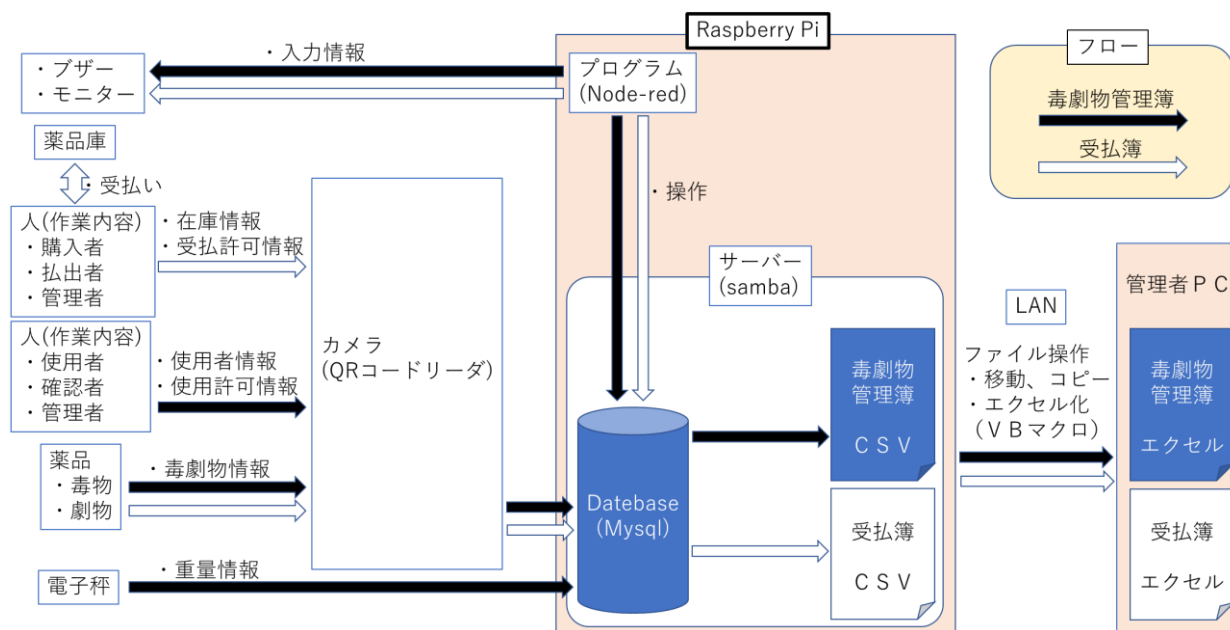 Raspberry Pi
・入力情報
・ブザー
・モニター
プログラム
(Node-red)
フロー
毒劇物管理簿
受払簿
薬品庫
・受払い
・操作
人(作業内容)
・購入者
・払出者
・管理者
・在庫情報
・受払許可情報
カメラ
(QRコードリーダ)
サーバー
(samba)
人(作業内容)
・使用者
・確認者
・管理者
・使用者情報
・使用許可情報
薬品
・毒物
・劇物
・毒劇物情報
電子秤
・重量情報
Datebase
(Mysql)
毒劇物
管理簿
ＣＳＶ
受払簿
ＣＳＶ
LAN
ファイル操作
・移動、コピー
・エクセル化
（ＶＢマクロ）
管理者ＰＣ
毒劇物
管理簿
エクセル
受払簿
エクセル